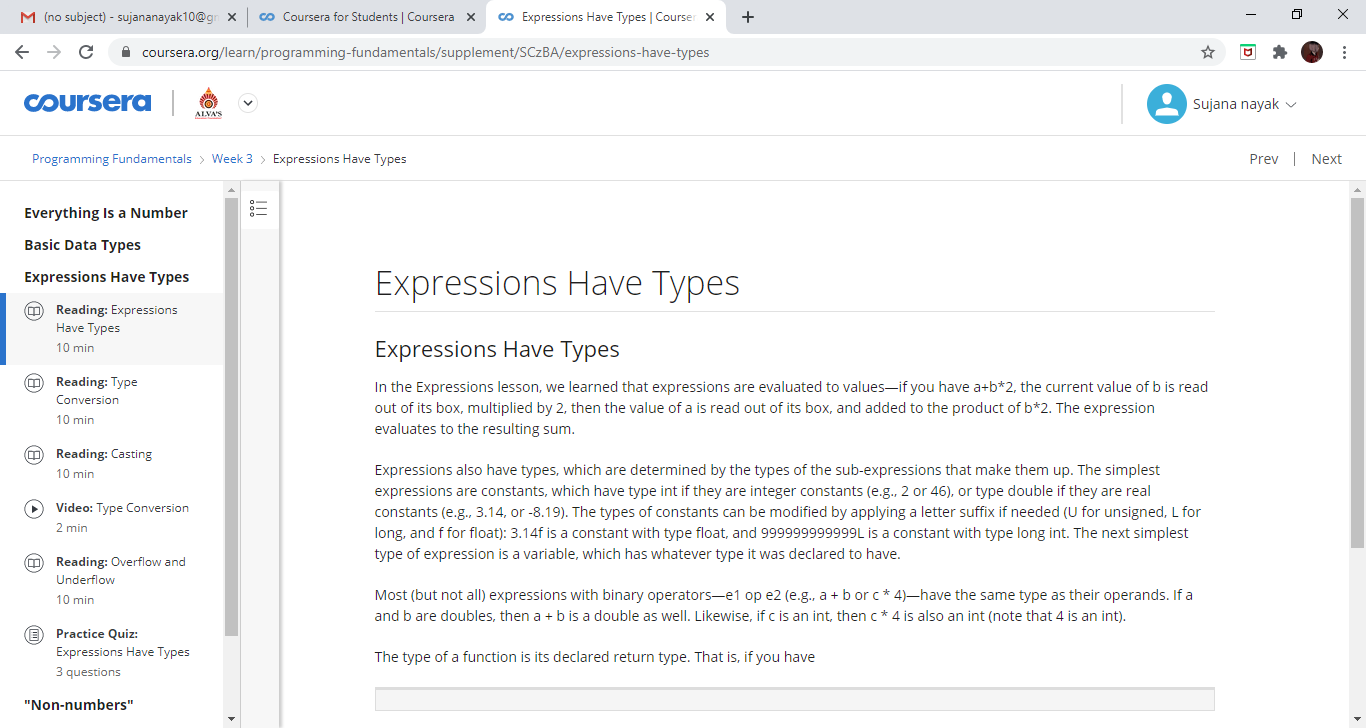 (no subject) - sujananayak10@gm
Coursera for Students | Coursera
Expressions Have Types | Courser
coursera.org/learn/programming-fundamentals/supplement/SCzBA/expressions-have-types
coursera
ALVA'S
Sujana nayak
Programming Fundamentals > Week 3 > Expressions Have Types
Prev | Next
Everything Is a Number
Basic Data Types
Expressions Have Types
Reading: Expressions
Have Types
10 min
Reading: Type
Conversion
10 min
Reading: Casting
10 min
Video: Type Conversion
2 min
Reading: Overflow and
Underflow
10 min
Practice Quiz:
Expressions Have Types
3 questions
"Non-numbers"
Expressions Have Types
Expressions Have Types
In the Expressions lesson, we learned that expressions are evaluated to values—if you have a+b*2, the current value of b is read
out of its box, multiplied by 2, then the value of a is read out of its box, and added to the product of b*2. The expression
evaluates to the resulting sum.
Expressions also have types, which are determined by the types of the sub-expressions that make them up. The simplest
expressions are constants, which have type int if they are integer constants (e.g., 2 or 46), or type double if they are real
constants (e.g., 3.14, or -8.19). The types of constants can be modified by applying a letter suffix if needed (U for unsigned, L for
long, and f for float): 3.14f is a constant with type float, and 999999999999L is a constant with type long int. The next simplest
type of expression is a variable, which has whatever type it was declared to have.
Most (but not all) expressions with binary operators—e1 op e2 (e.g., a + b or c * 4)—have the same type as their operands. If a
and b are doubles, then a + b is a double as well. Likewise, if c is an int, then c * 4 is also an int (note that 4 is an int).
The type of a function is its declared return type. That is, if you have